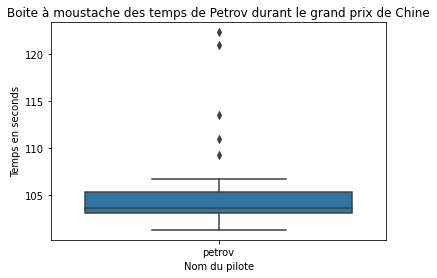 Boite à moustache des temps de Petrov durant le grand prix de Chine
120
115
110
105
Temps en secondes
petrov
Nom du pilote